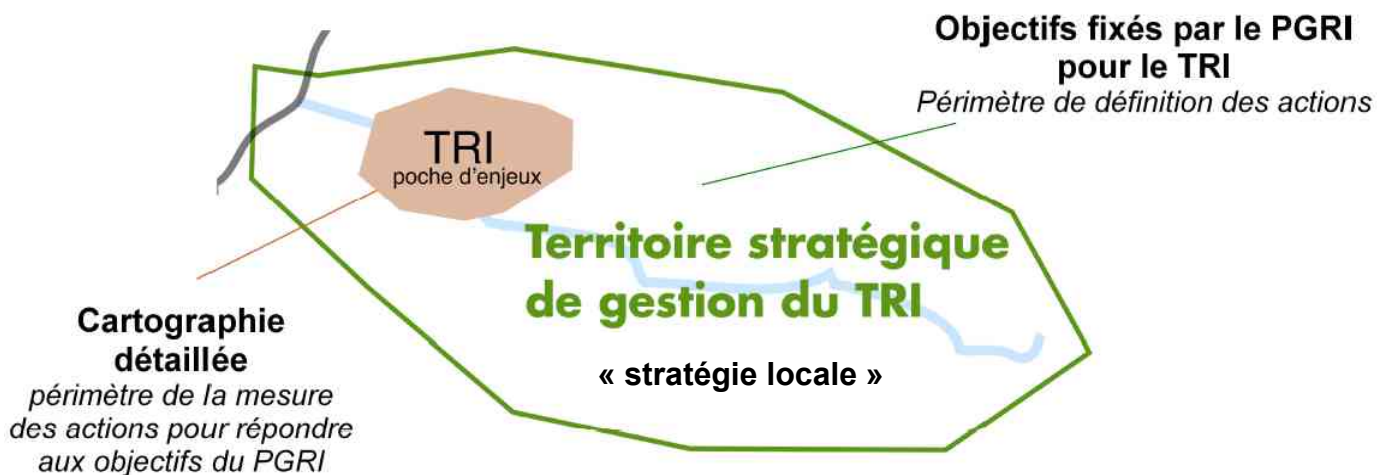 Objectifs fixés par le PGRI
pour le TRI
Périmètre de définition des actions
TRI
poche d'enjeux
Territoire stratégique
de gestion du TRI
« stratégie locale »
Cartographie
détaillée
périmètre de la mesure
des actions pour répondre
aux objectifs du PGRI